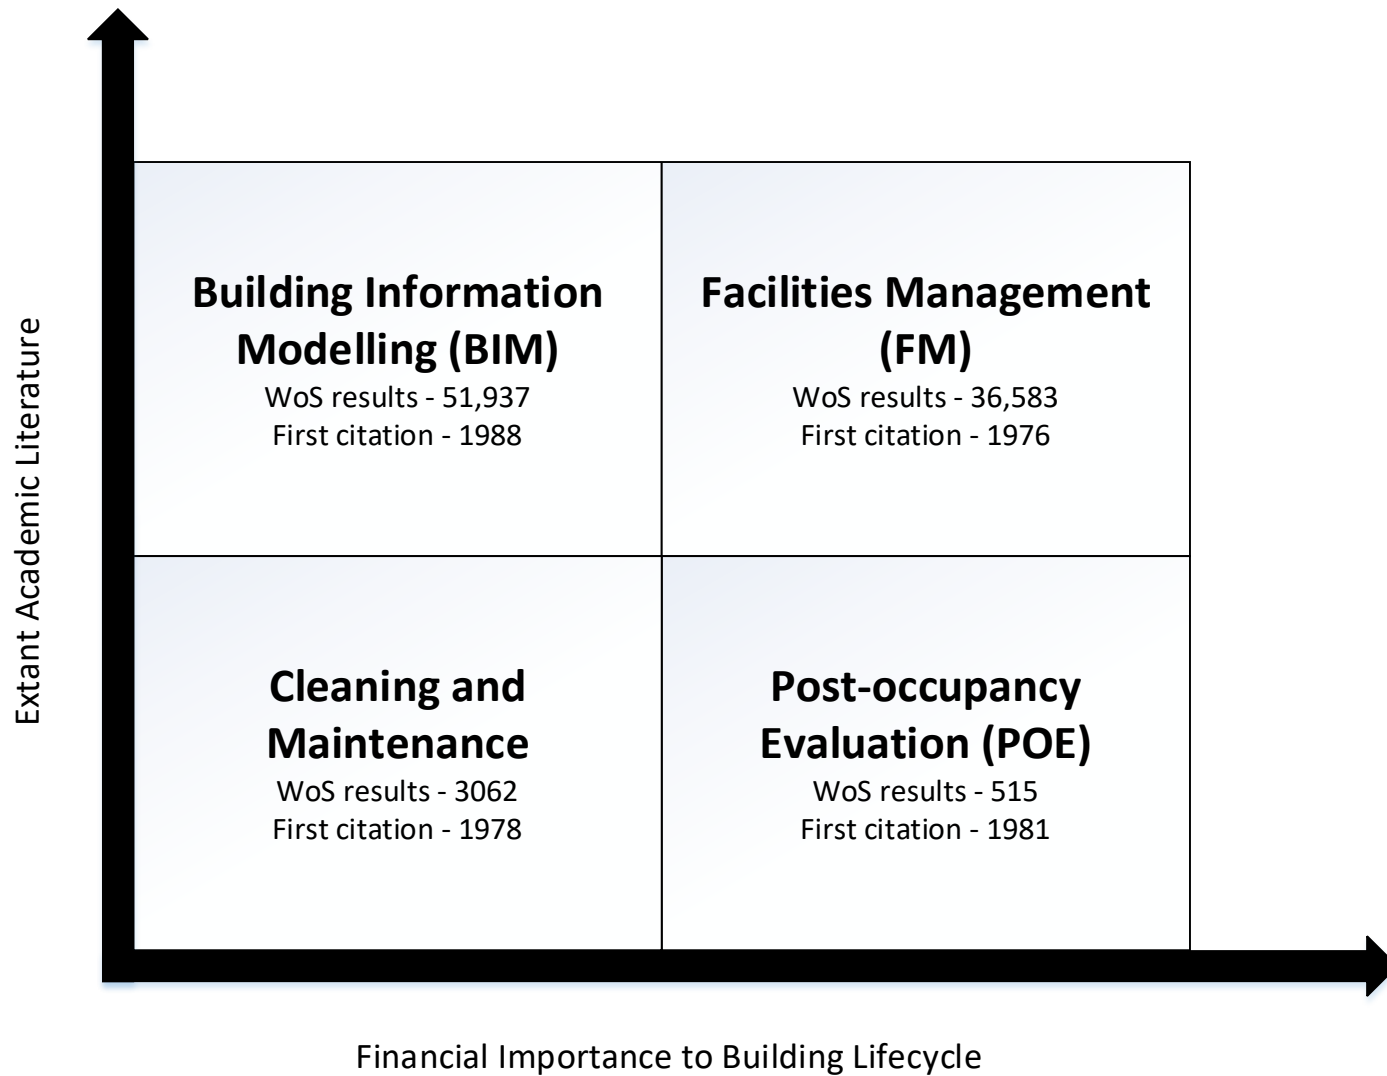 Extant Academic Literature
Building Information
Modelling (BIM)
WoS results - 51,937
First citation - 1988
Facilities Management
(FM)
WoS results - 36,583
First citation - 1976
Cleaning and
Maintenance
WoS results - 3062
First citation - 1978
Post-occupancy
Evaluation (POE)
WoS results - 515
First citation - 1981
Financial Importance to Building Lifecycle